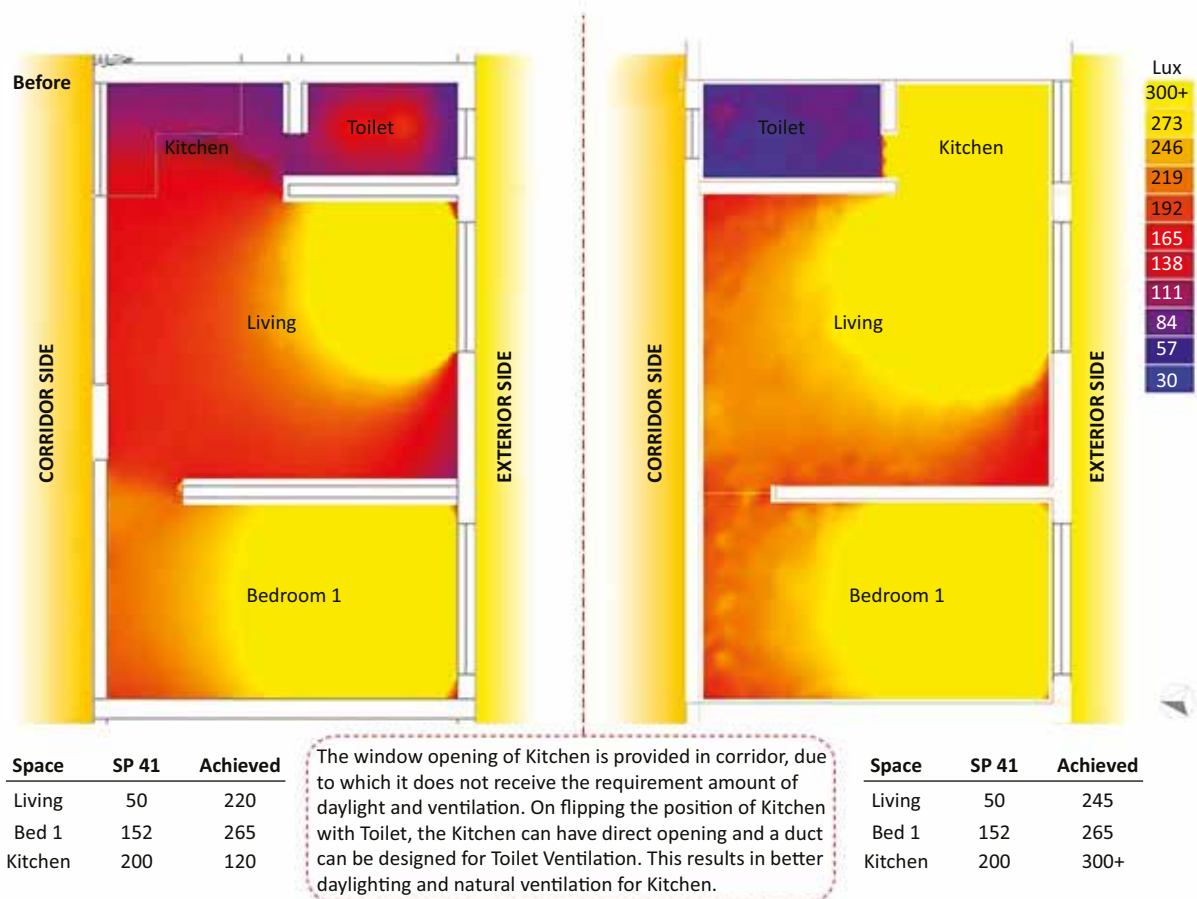 Before
Kitchen
Toilet
Living
Bedroom 1
CORRIDOR SIDE
EXTERIOR SIDE
Toilet
Kitchen
Living
Bedroom 1
CORRIDOR SIDE
EXTERIOR SIDE
Lux
300+
273
246
219
192
165
138
111
84
57
30
Space SP 41 Achieved
Living 50 220
Bed 1 152 265
Kitchen 200 120
The window opening of Kitchen is provided in corridor, due
to which it does not receive the requirement amount of
daylight and ventilation. On flipping the position of Kitchen
with Toilet, the Kitchen can have direct opening and a duct
can be designed for Toilet Ventilation. This results in better
daylighting and natural ventilation for Kitchen.
Space SP 41 Achieved
Living 50 245
Bed 1 152 265
Kitchen 200 300+